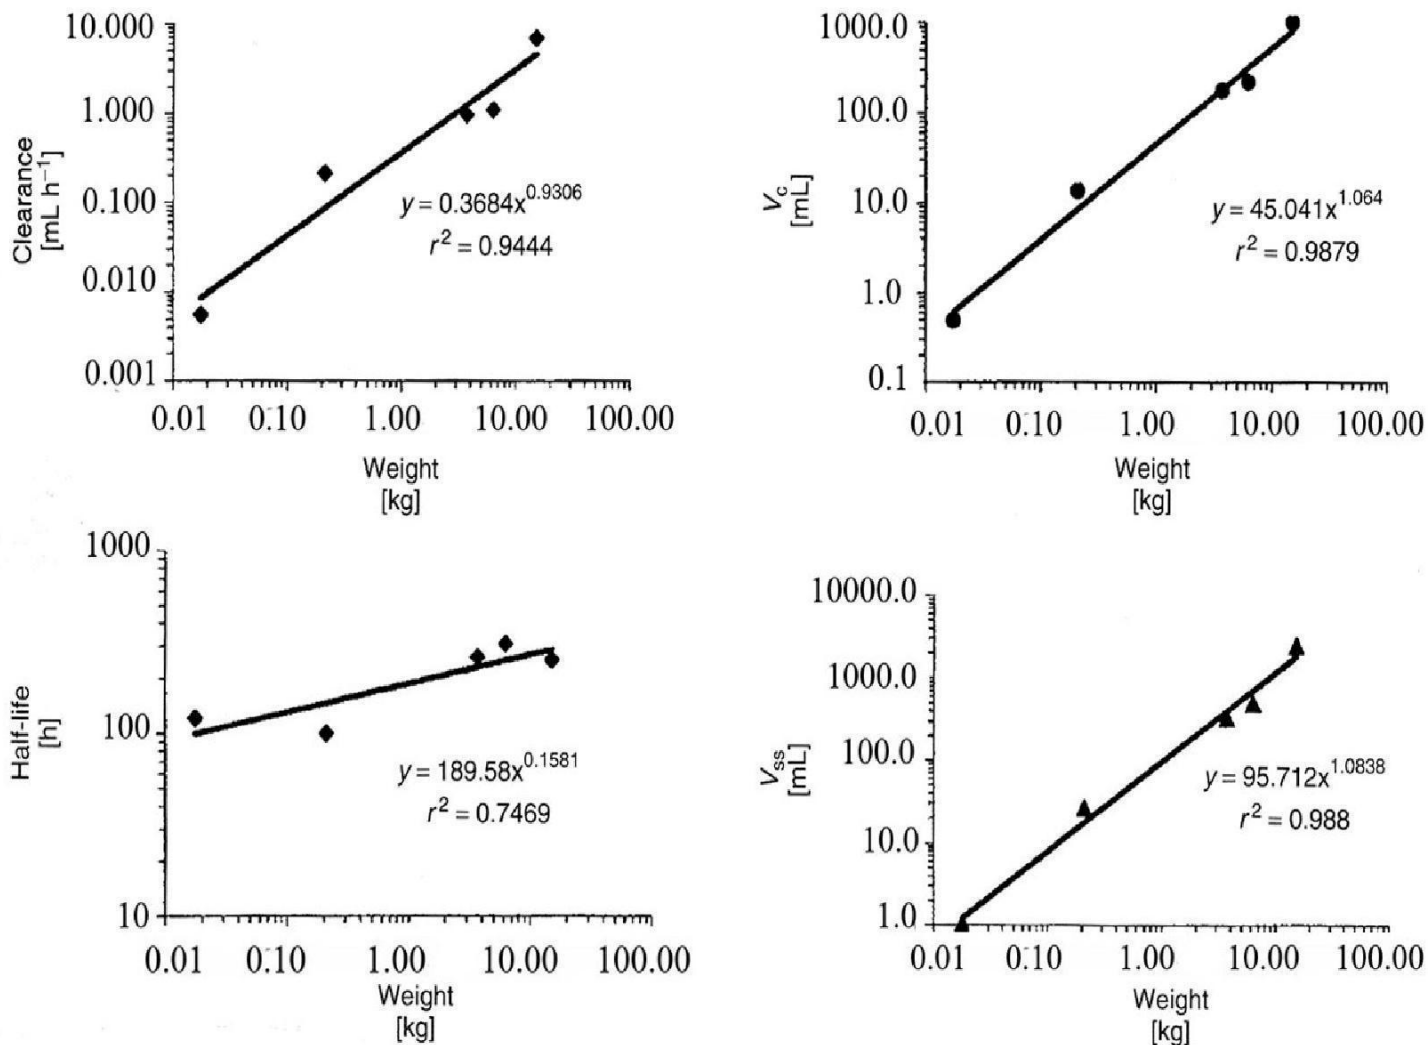 10.000
1.000
0.100
0.010
0.001
Clearance
[mL h⁻¹]
y = 0.3684x^0.9306
r² = 0.9444
0.01 0.10 1.00 10.00 100.00
Weight
[kg]
1000.0
100.0
10.0
1.0
0.1
Vc
[mL]
y = 45.041x^1.064
r² = 0.9879
0.01 0.10 1.00 10.00 100.00
Weight
[kg]
1000
100
10
Half-life
[h]
y = 189.58x^0.1581
r² = 0.7469
0.01 0.10 1.00 10.00 100.00
Weight
[kg]
10000.0
1000.0
100.0
10.0
1.0
Vss
[mL]
y = 95.712x^1.0838
r² = 0.988
0.01 0.10 1.00 10.00 100.00
Weight
[kg]